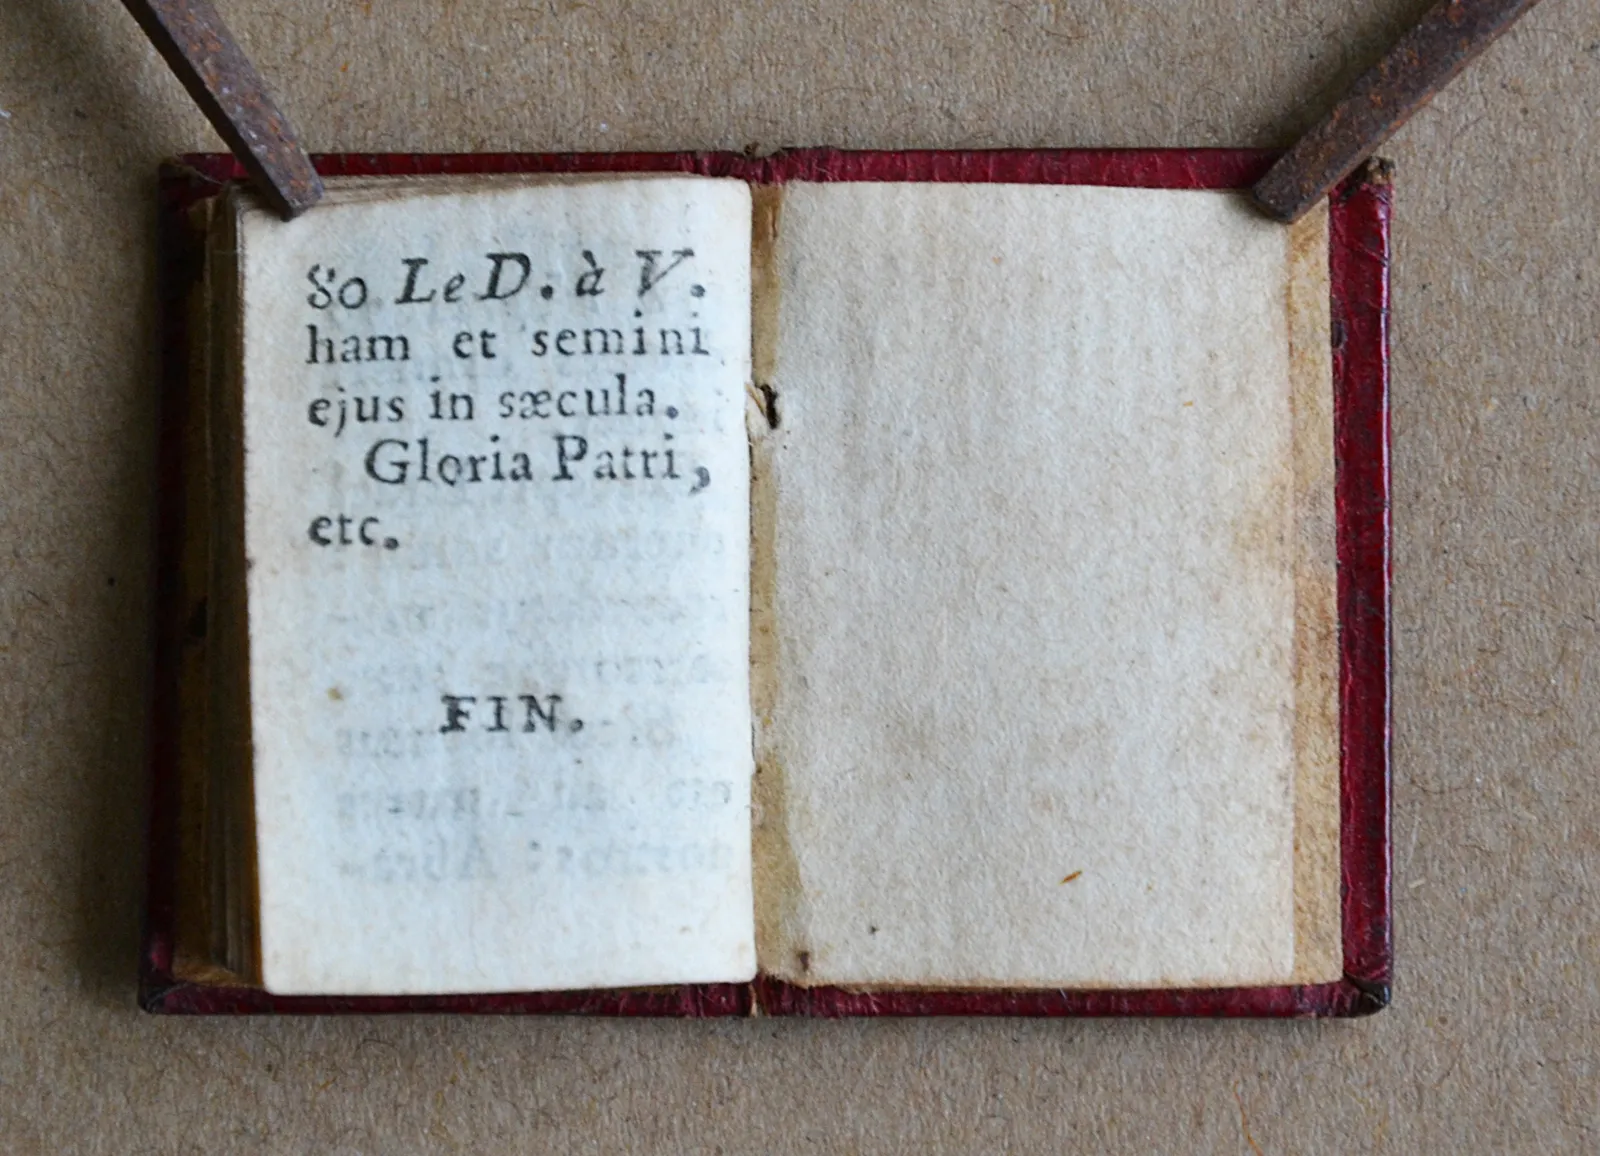 80 Le D. à V.
ham et semini
ejus in sæcula.
Gloria Patri,
etc.
FIN.